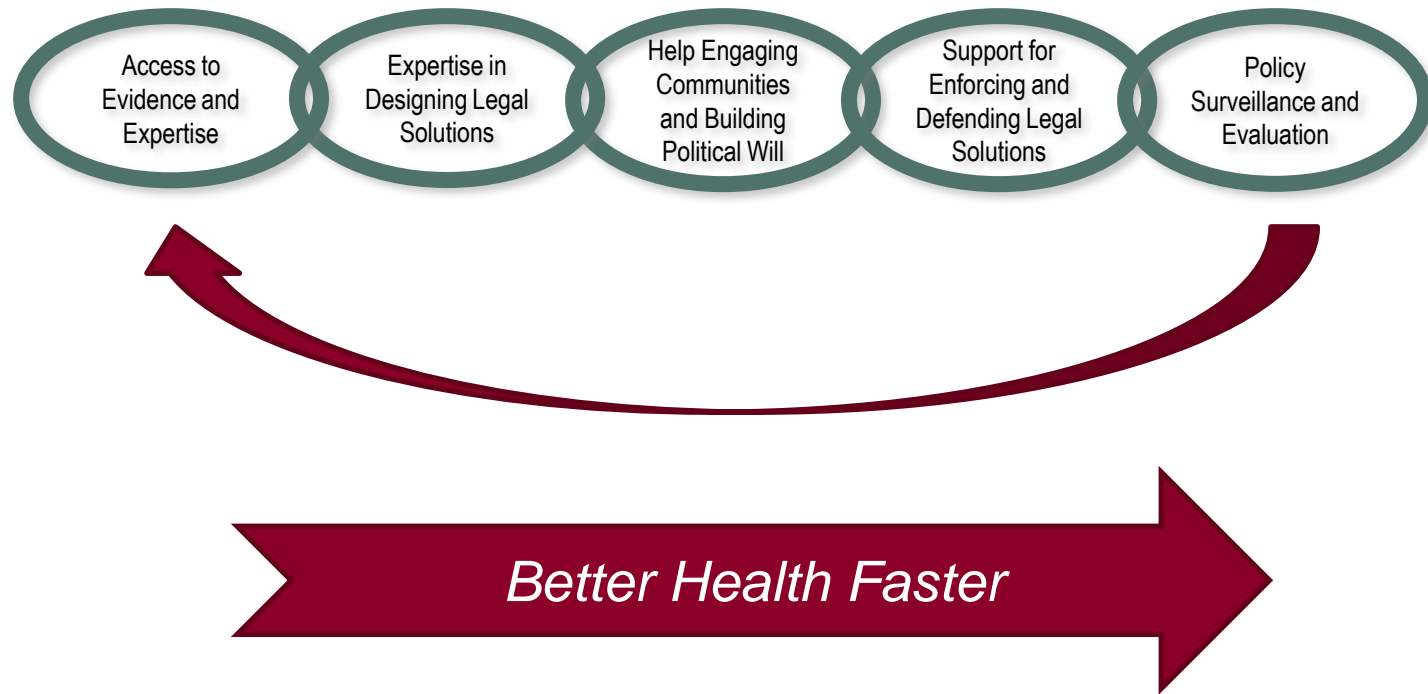 Access to
Evidence and
Expertise
Expertise in
Designing Legal
Solutions
Help Engaging
Communities
and Building
Political Will
Support for
Enforcing and
Defending Legal
Solutions
Policy
Surveillance and
Evaluation
Better Health Faster